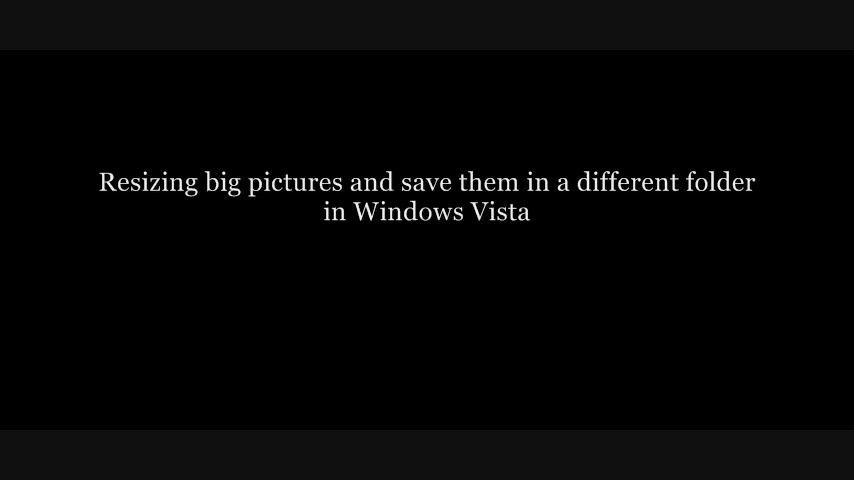 Resizing big pictures and save them in a different folder
in Windows Vista